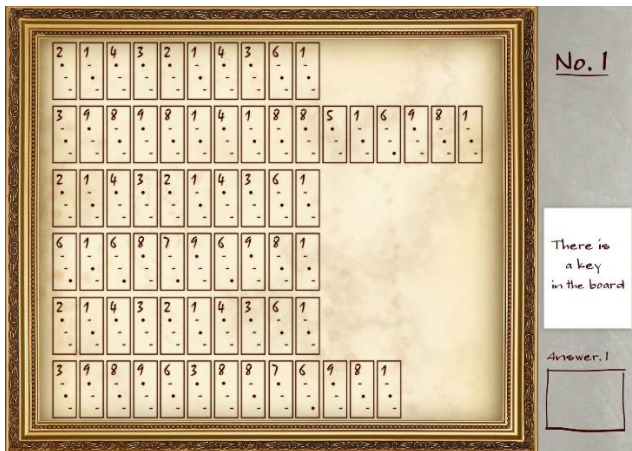 2 1 4 3 2 1 4 3 6 1
3 9 8 9 8 1 4 1 8 8 5 1 6 9 8 1
2 1 4 3 2 1 4 3 6 1
6 1 6 8 7 9 6 9 8 1
2 1 4 3 2 1 4 3 6 1
3 9 8 9 6 3 8 8 7 6 9 8 1
No. 1
There is
a key
in the board
Answer. 1